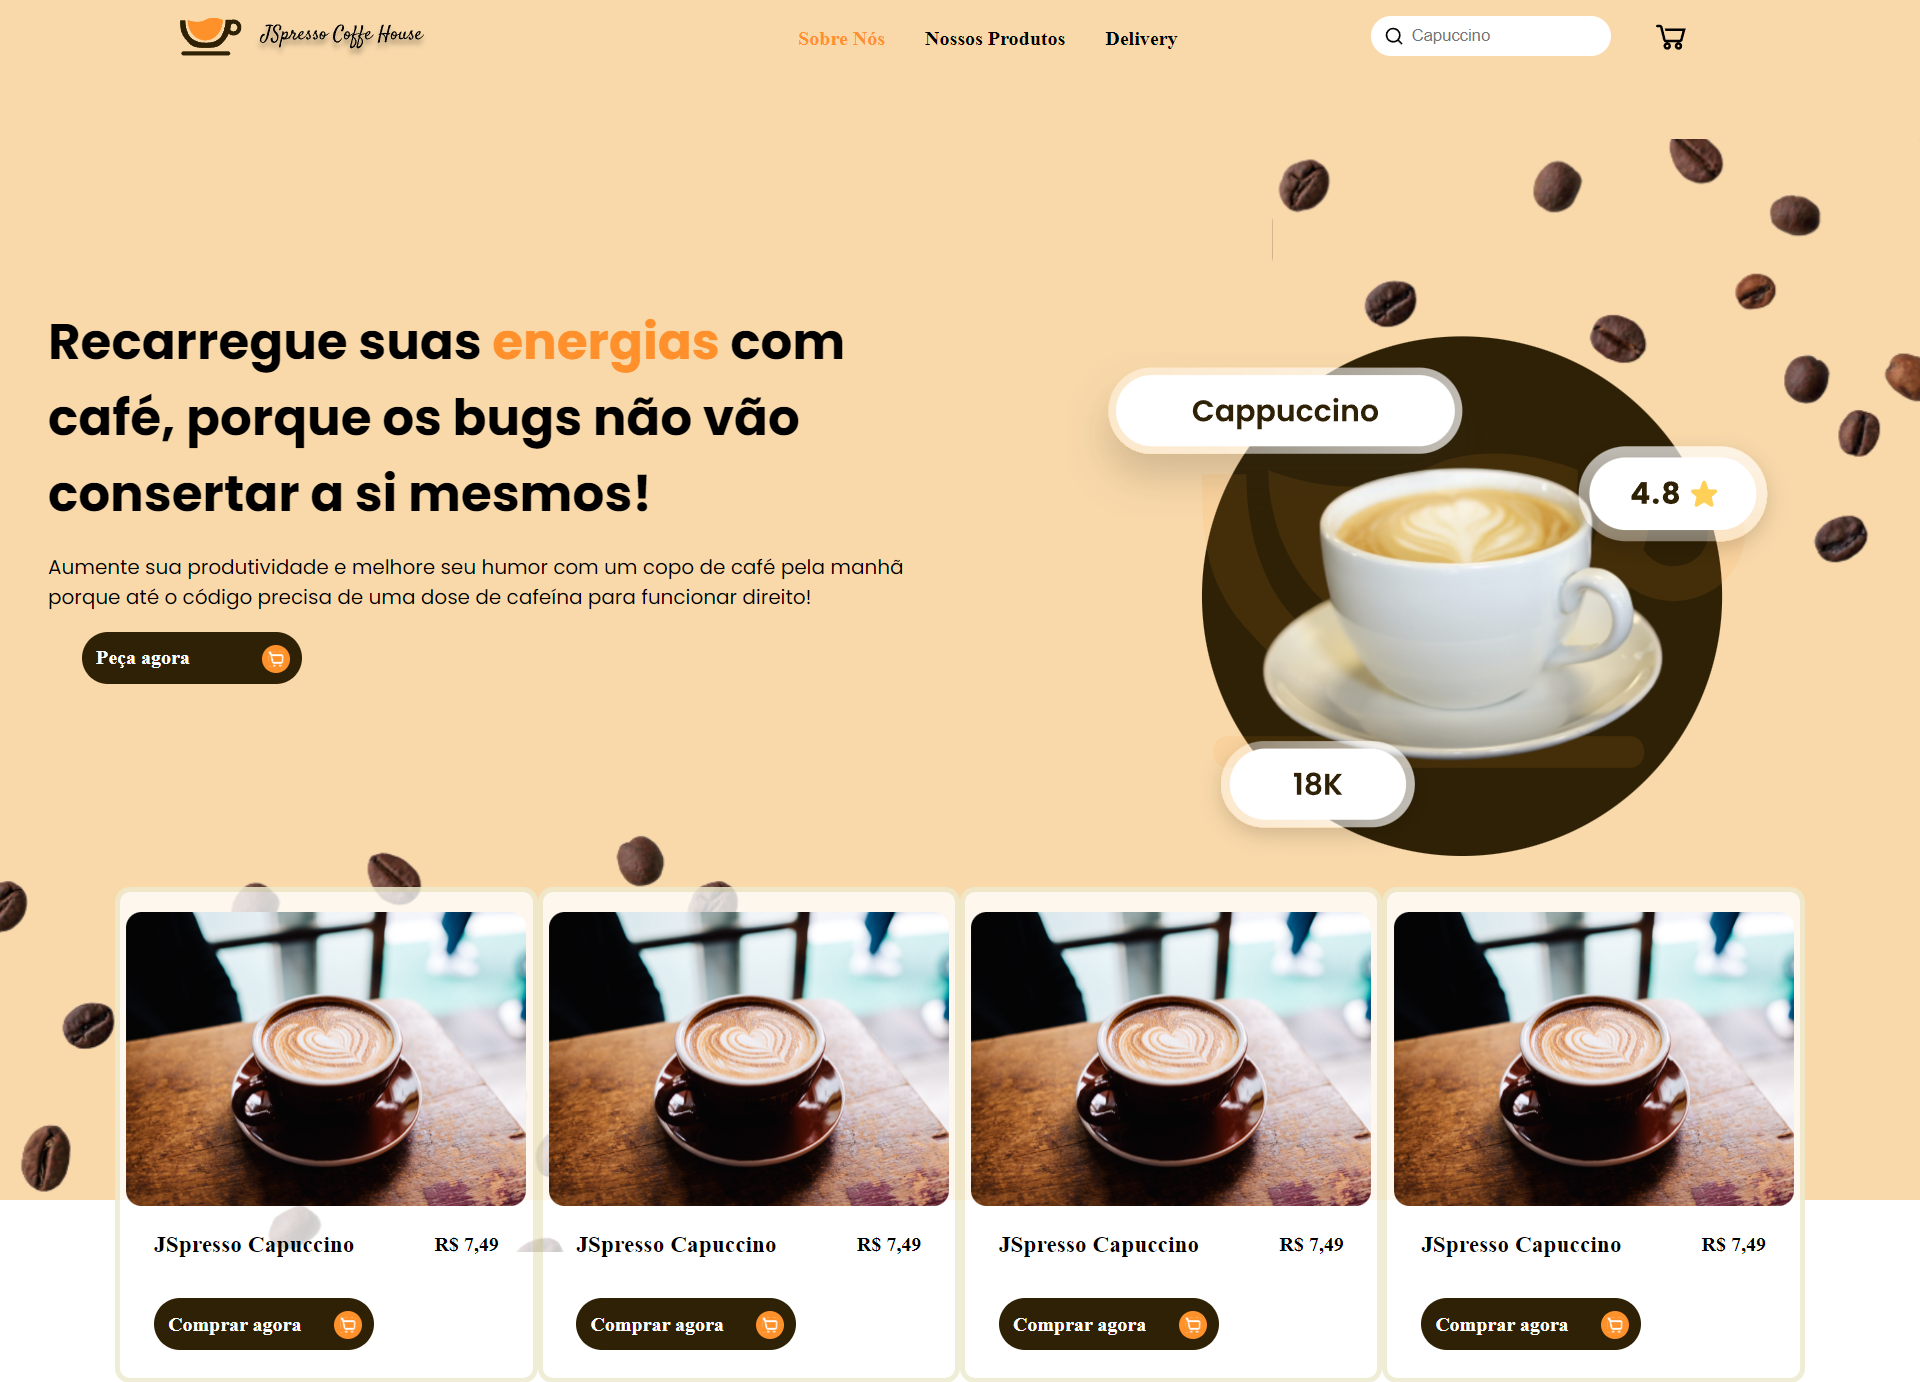 JSpresso Coffe House
Sobre Nós
Nossos Produtos
Delivery
Capuccino
Recarregue suas energias com
café, porque os bugs não vão
consertar a si mesmos!
Aumente sua produtividade e melhore seu humor com um copo de café pela manhã
porque até o código precisa de uma dose de cafeína para funcionar direito!
Peça agora
Cappuccino
4.8
18K
JSpresso Capuccino
R$ 7,49
Comprar agora
JSpresso Capuccino
R$ 7,49
Comprar agora
JSpresso Capuccino
R$ 7,49
Comprar agora
JSpresso Capuccino
R$ 7,49
Comprar agora